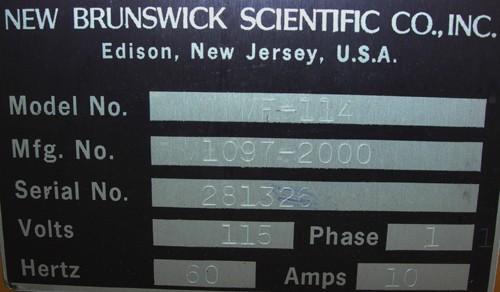 NEW BRUNSWICK SCIENTIFIC CO., INC.
Edison, New Jersey, U.S.A.
Model No.
Mfg. No. 1097-2000
Serial No. 281326
Volts 115 Phase 1
Hertz 60 Amps 10